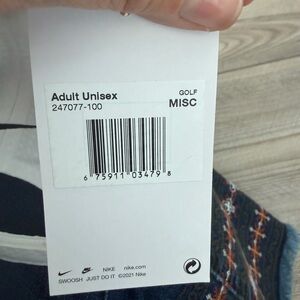 Adult Unisex
247077-100
GOLF
MISC
6 75911 03479 8
NIKE nike.com
SWOOSH JUST DO IT ©2021 Nike